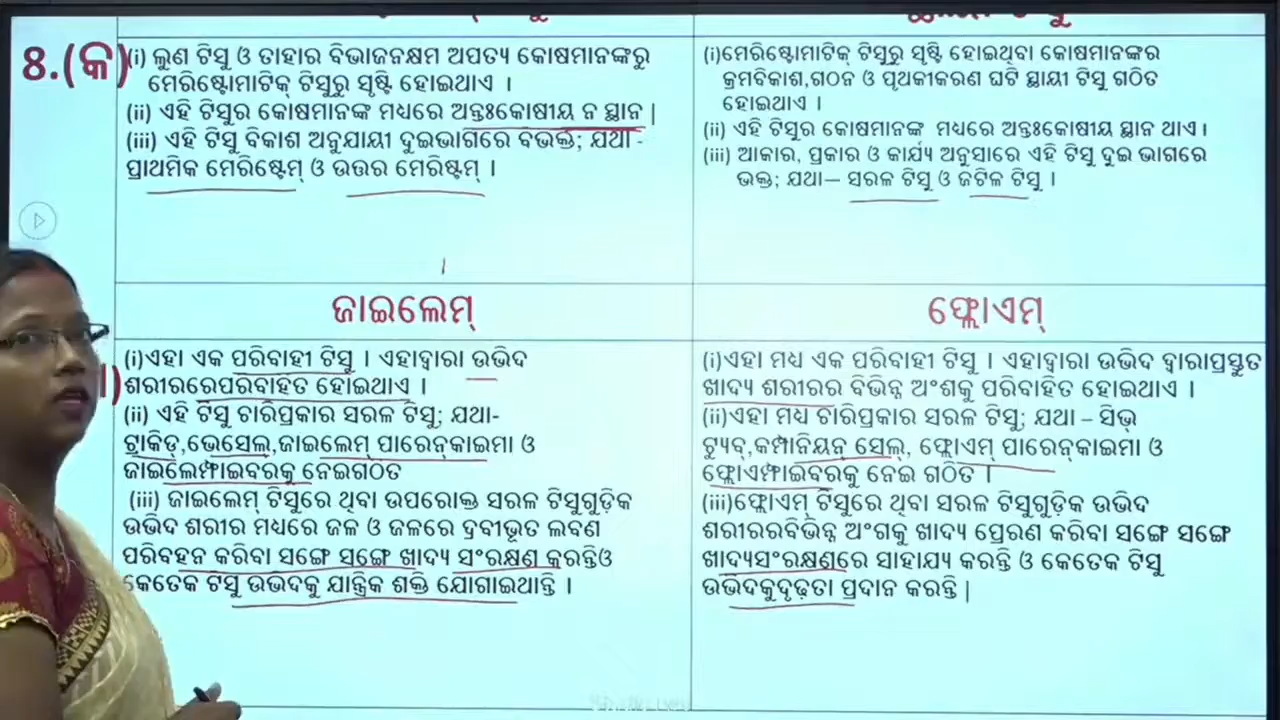 8.(କ)
(i) ଲୁଣ ଟିସୁ ଓ ତାହାର ବିଭାଜନକ୍ଷମ ଅପତ୍ୟ କୋଷମାନଙ୍କରୁ
ମେରିଷ୍ଟୋମାଟିକ୍ ଟିସୁରୁ ସୃଷ୍ଟି ହୋଇଥାଏ ।
(ii) ଏହି ଟିସୁର କୋଷମାନଙ୍କ ମଧ୍ୟରେ ଅନ୍ତଃକୋଷୀୟ ନ ସ୍ଥାନ |
(iii) ଏହି ଟିସୁ ବିକାଶ ଅନୁଯାୟୀ ଦୁଇଭାଗରେ ବିଭକ୍ତ; ଯଥା -
ପ୍ରାଥମିକ ମେରିଷ୍ଟେମ୍ ଓ ଉତ୍ତର ମେରିଷ୍ଟମ୍ ।
(i)ମେରିଷ୍ଟୋମାଟିକ୍ ଟିସୁରୁ ସୃଷ୍ଟି ହୋଇଥିବା କୋଷମାନଙ୍କର
କ୍ରମବିକାଶ,ଗଠନ ଓ ପୃଥକୀକରଣ ଘଟି ସ୍ଥାୟୀ ଟିସୁ ଗଠିତ
ହୋଇଥାଏ ।
(ii) ଏହି ଟିସୁର କୋଷମାନଙ୍କ ମଧ୍ୟରେ ଅନ୍ତଃକୋଷୀୟ ସ୍ଥାନ ଥାଏ।
(iii) ଆକାର, ପ୍ରକାର ଓ କାର୍ଯ୍ୟ ଅନୁସାରେ ଏହି ଟିସୁ ଦୁଇ ଭାଗରେ
ଭକ୍ତ; ଯଥା— ସରଳ ଟିସୁ ଓ ଜଟିଳ ଟିସୁ ।
ଜାଇଲେମ୍
(i)ଏହା ଏକ ପରିବାହୀ ଟିସୁ । ଏହାଦ୍ୱାରା ଉଭିଦ
ଶରୀରରେପରିବାହିତ ହୋଇଥାଏ ।
(ii) ଏହି ଟିସୁ ଚାରିପ୍ରକାର ସରଳ ଟିସୁ; ଯଥା-
ଟ୍ରାକିଡ୍,ଭେସେଲ୍,ଜାଇଲେମ୍ ପାରେନ୍‌କାଇମା ଓ
ଜାଇଲେମ୍ଫାଇବରକୁ ନେଇଗଠିତ
(iii) ଜାଇଲେମ୍ ଟିସୁରେ ଥିବା ଉପରୋକ୍ତ ସରଳ ଟିସୁଗୁଡ଼ିକ
ଉଭିଦ ଶରୀର ମଧ୍ୟରେ ଜଳ ଓ ଜଳରେ ଦ୍ରବୀଭୂତ ଲବଣ
ପରିବହନ କରିବା ସଙ୍ଗେ ସଙ୍ଗେ ଖାଦ୍ୟ ସଂରକ୍ଷଣ କରନ୍ତିଓ
କେତେକ ଟିସୁ ଉଭିଦକୁ ଯାନ୍ତ୍ରିକ ଶକ୍ତି ଯୋଗାଇଥାନ୍ତି ।
ଫ୍ଲୋଏମ୍
(i)ଏହା ମଧ୍ୟ ଏକ ପରିବାହୀ ଟିସୁ । ଏହାଦ୍ୱାରା ଉଭିଦ ଦ୍ୱାରାପ୍ରସ୍ତୁତ
ଖାଦ୍ୟ ଶରୀରର ବିଭିନ୍ନ ଅଂଶକୁ ପରିବାହିତ ହୋଇଥାଏ ।
(ii)ଏହା ମଧ୍ୟ ଚାରିପ୍ରକାର ସରଳ ଟିସୁ; ଯଥା – ସିଭ୍
ଟ୍ୟୁବ୍,କମ୍ପାନିୟନ୍ ସେଲ୍, ଫ୍ଲୋଏମ୍ ପାରେନ୍‌କାଇମା ଓ
ଫ୍ଲୋଏମ୍ଫାଇବରକୁ ନେଇ ଗଠିତ ।
(iii)ଫ୍ଲୋଏମ୍ ଟିସୁରେ ଥିବା ସରଳ ଟିସୁଗୁଡ଼ିକ ଉଭିଦ
ଶରୀରରବିଭିନ୍ନ ଅଂଗକୁ ଖାଦ୍ୟ ପ୍ରେରଣ କରିବା ସଙ୍ଗେ ସଙ୍ଗେ
ଖାଦ୍ୟସଂରକ୍ଷଣରେ ସାହାଯ୍ୟ କରନ୍ତି ଓ କେତେକ ଟିସୁ
ଉଭିଦକୁଦୃଢ଼ତା ପ୍ରଦାନ କରନ୍ତି |